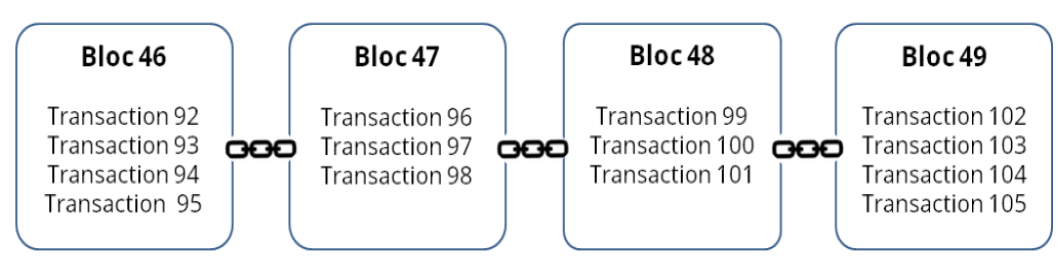 Bloc 46
Transaction 92
Transaction 93
Transaction 94
Transaction 95
Bloc 47
Transaction 96
Transaction 97
Transaction 98
Bloc 48
Transaction 99
Transaction 100
Transaction 101
Bloc 49
Transaction 102
Transaction 103
Transaction 104
Transaction 105